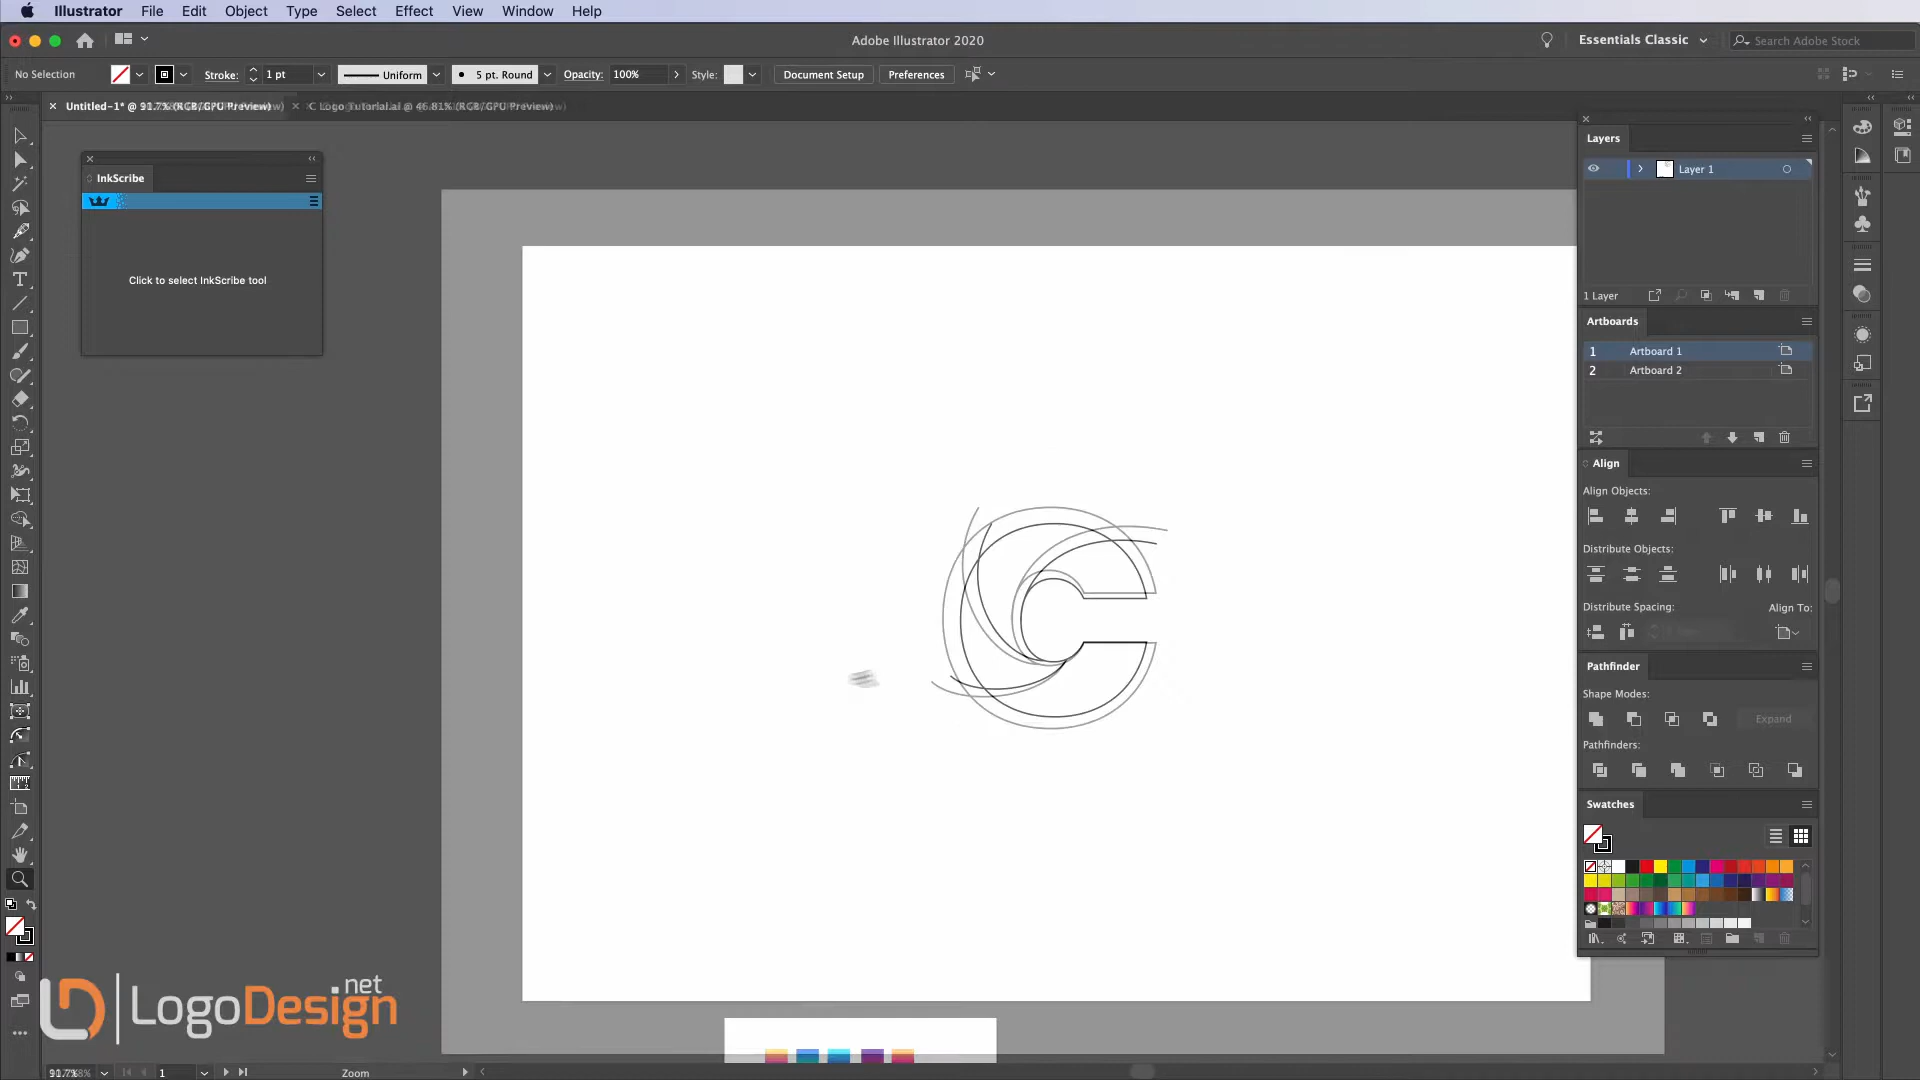 Illustrator File Edit Object Type Select Effect View Window Help
Adobe Illustrator 2020
Essentials Classic
Search Adobe Stock
No Selection
Stroke: 1 pt
Uniform
5 pt. Round
Opacity: 100%
Style:
Document Setup
Preferences
Untitled-1* @ 91.7% (RGB/GPU Preview)
C Logo Tutorial.ai @ 46.81% (RGB/GPU Preview)
InkScribe
Click to select InkScribe tool
Layers
Layer 1
1 Layer
Artboards
1 Artboard 1
2 Artboard 2
Align
Align Objects:
Distribute Objects:
Distribute Spacing:
Align To:
Pathfinder
Shape Modes:
Expand
Pathfinders:
Swatches
LogoDesign
net
1
Zoom